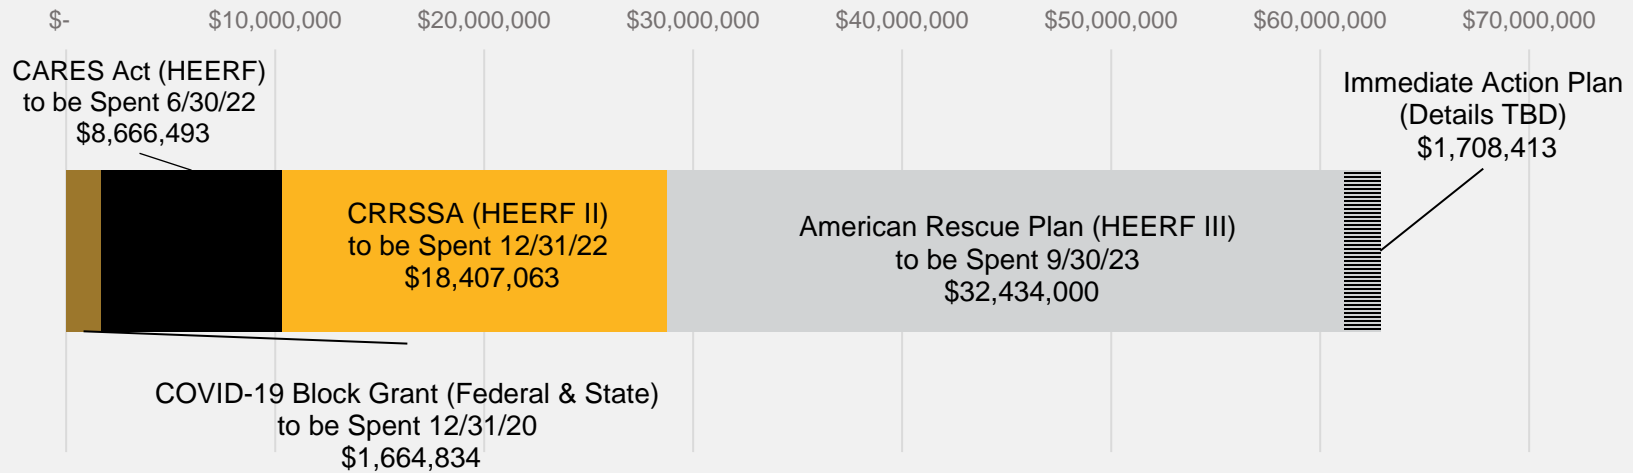 $-
$10,000,000
$20,000,000
$30,000,000
$40,000,000
$50,000,000
$60,000,000
$70,000,000
CARES Act (HEERF)
to be Spent 6/30/22
$8,666,493
Immediate Action Plan
(Details TBD)
$1,708,413
CRRSSA (HEERF II)
to be Spent 12/31/22
$18,407,063
American Rescue Plan (HEERF III)
to be Spent 9/30/23
$32,434,000
COVID-19 Block Grant (Federal & State)
to be Spent 12/31/20
$1,664,834